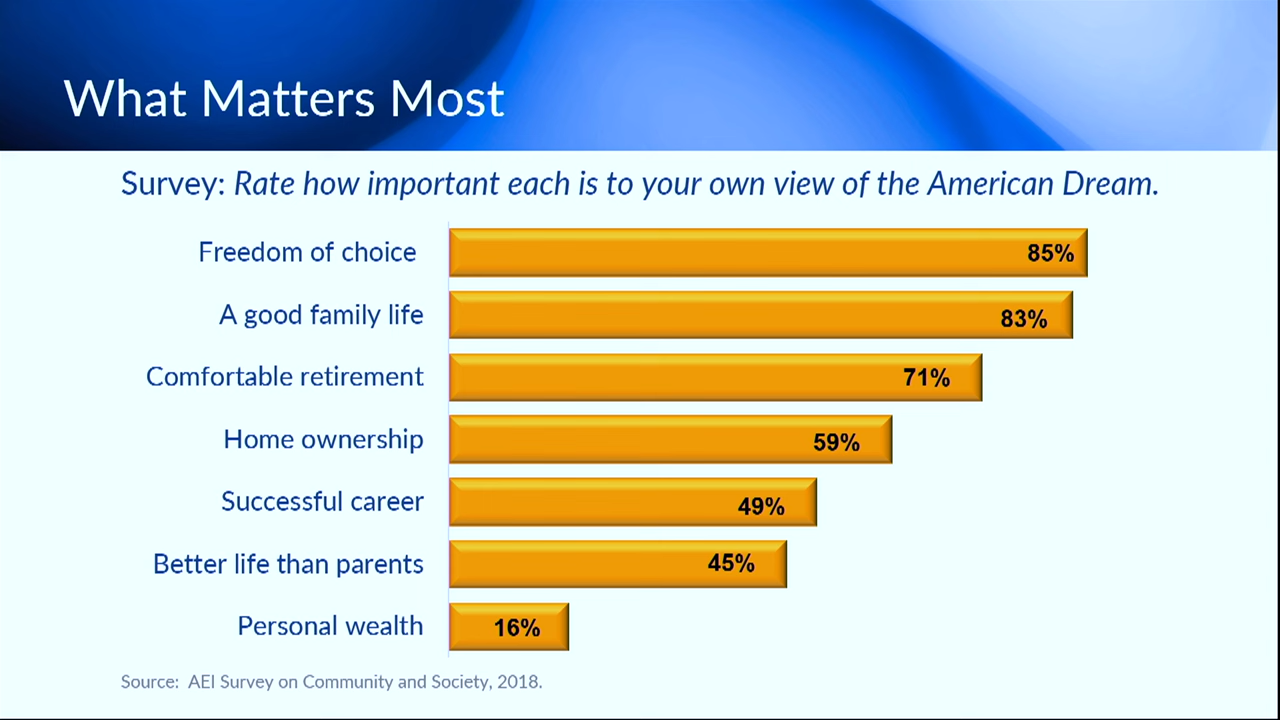 What Matters Most
Survey: Rate how important each is to your own view of the American Dream.
Freedom of choice 85%
A good family life 83%
Comfortable retirement 71%
Home ownership 59%
Successful career 49%
Better life than parents 45%
Personal wealth 16%
Source: AEI Survey on Community and Society, 2018.